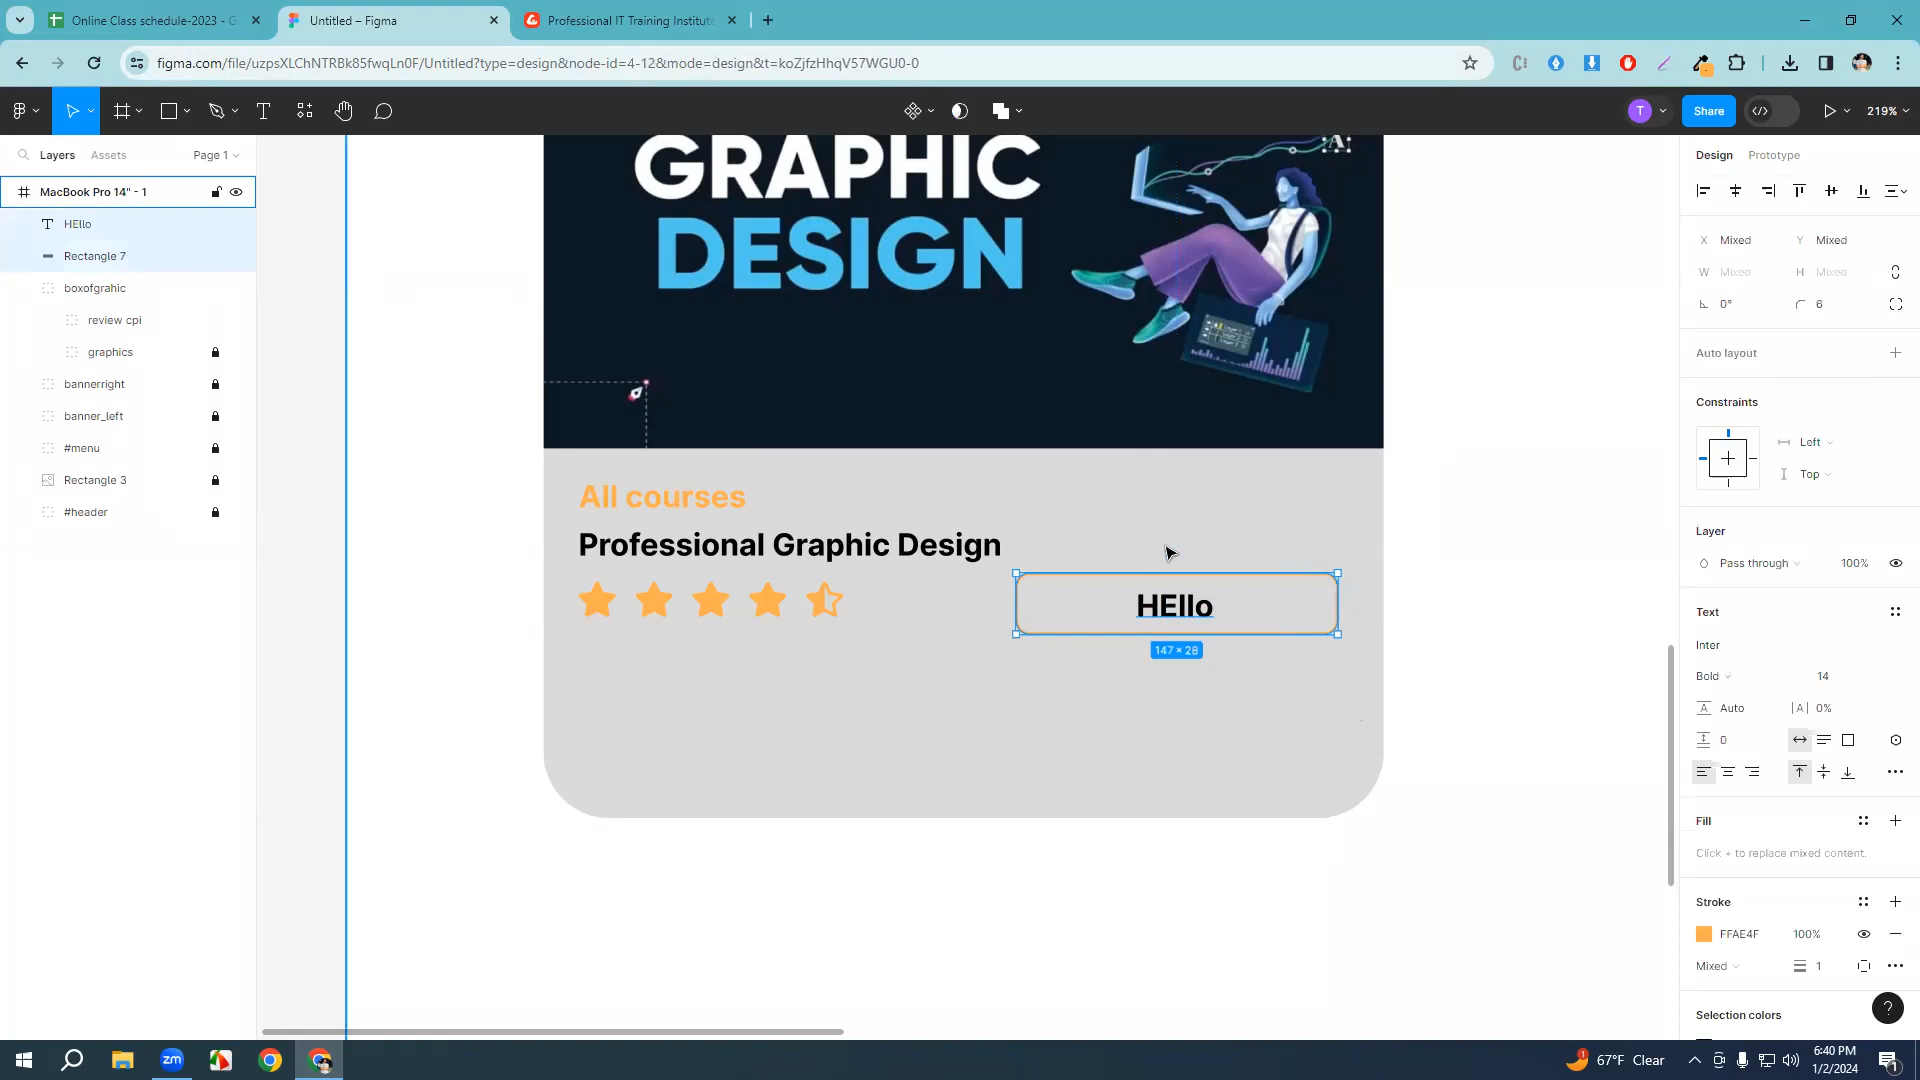 Online Class schedule-2023 - G
Untitled – Figma
Professional IT Training Institute
figma.com/file/uzpsXLChNTRBk85fwqLn0F/Untitled?type=design&node-id=4-12&mode=design&t=koZjfzHhqV57WGU0-0
T
Share
219%
Layers
Assets
Page 1
MacBook Pro 14" - 1
HEllo
Rectangle 7
boxofgrahic
review cpi
graphics
bannerright
banner_left
#menu
Rectangle 3
#header
GRAPHIC
DESIGN
A
All courses
Professional Graphic Design
HEllo
147 × 28
Design
Prototype
X Mixed
Y Mixed
W Mixed
H Mixed
0°
6
Auto layout
Constraints
Left
Top
Layer
Pass through
100%
Text
Inter
Bold
14
Auto
0%
0
Fill
Click + to replace mixed content.
Stroke
FFAE4F
100%
Mixed
1
Selection colors
?
zm
67°F Clear
6:40 PM
1/2/2024